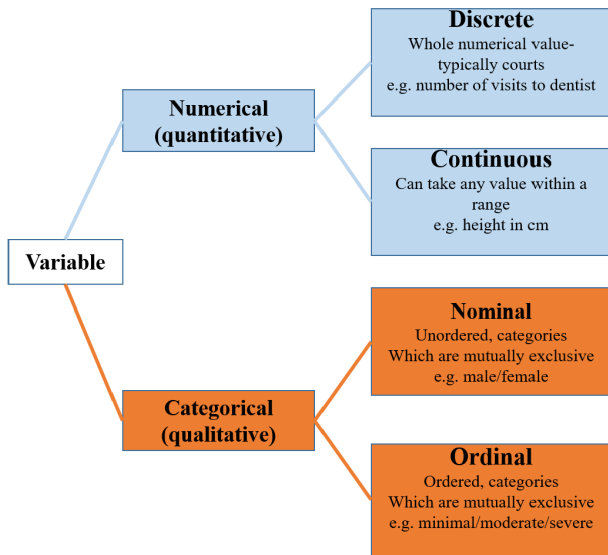 Discrete
Whole numerical value-
typically courts
e.g. number of visits to dentist
Numerical
(quantitative)
Continuous
Can take any value within a
range
e.g. height in cm
Variable
Nominal
Unordered, categories
Which are mutually exclusive
e.g. male/female
Categorical
(qualitative)
Ordinal
Ordered, categories
Which are mutually exclusive
e.g. minimal/moderate/severe